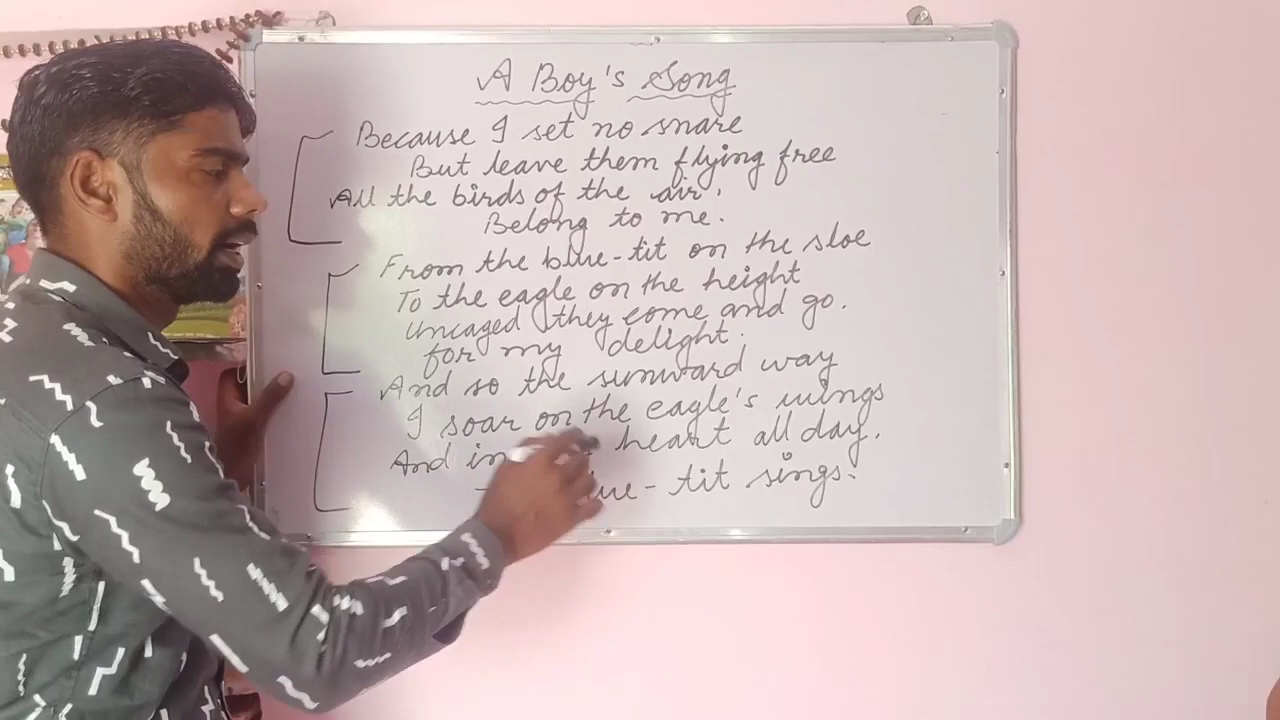 A Boy's Song
Because I set no snare
But leave them flying free
All the birds of the air.
Belong to me.
From the blue-tit on the sloe
To the eagle on the height
Uncaged they come and go.
for my delight.
And so the sunward way
I soar on the eagle's wings
And in heart all day.
tit sings.